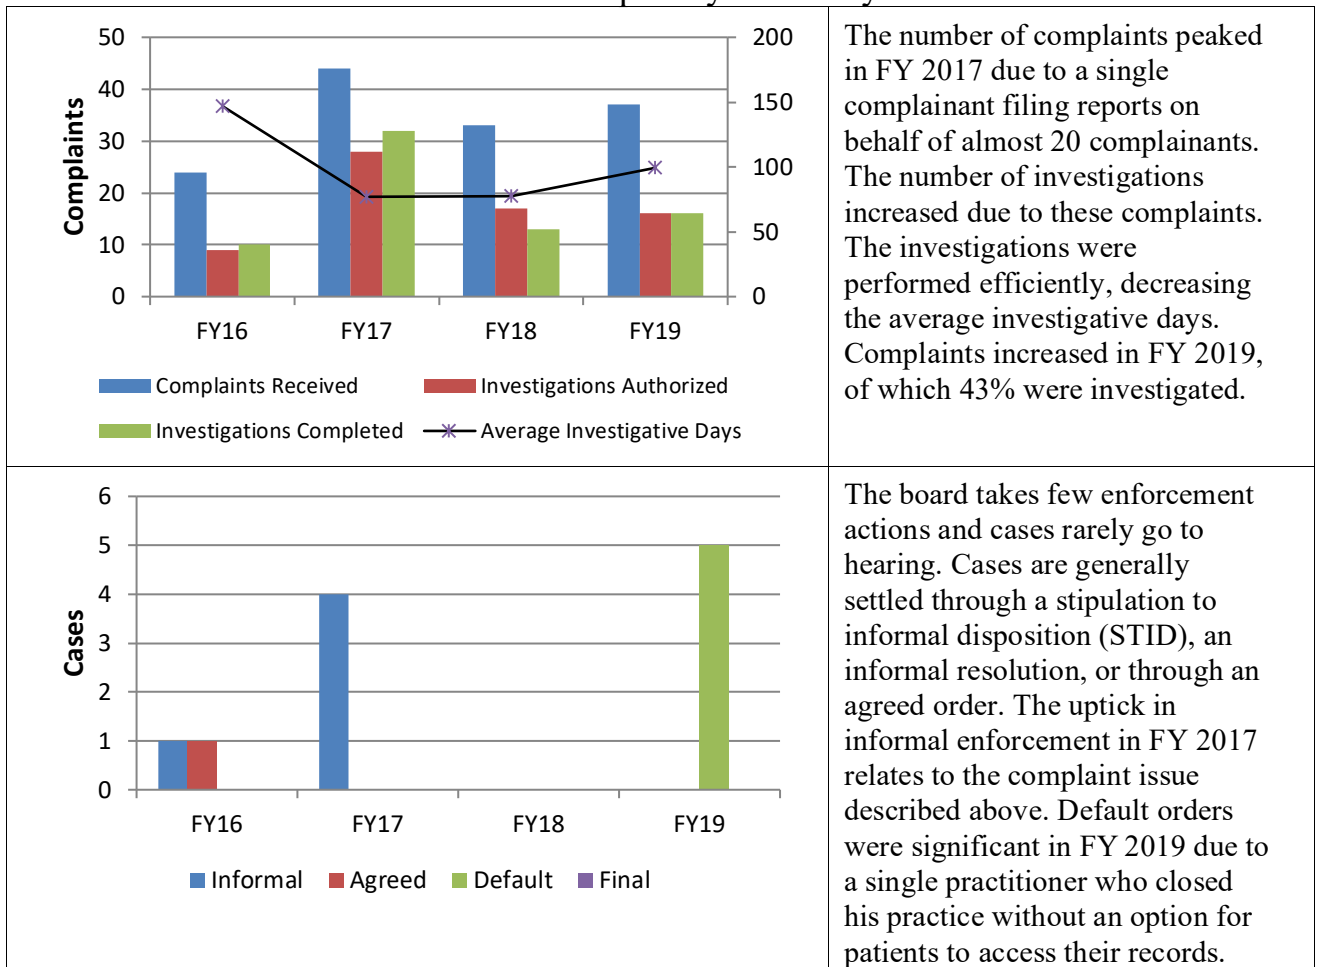 50
40
30
20
10
0
Complaints
200
150
100
50
0
FY16 FY17 FY18 FY19
Complaints Received Investigations Authorized
Investigations Completed Average Investigative Days
The number of complaints peaked
in FY 2017 due to a single
complainant filing reports on
behalf of almost 20 complainants.
The number of investigations
increased due to these complaints.
The investigations were
performed efficiently, decreasing
the average investigative days.
Complaints increased in FY 2019,
of which 43% were investigated.
6
5
4
3
2
1
0
Cases
FY16 FY17 FY18 FY19
Informal Agreed Default Final
The board takes few enforcement
actions and cases rarely go to
hearing. Cases are generally
settled through a stipulation to
informal disposition (STID), an
informal resolution, or through an
agreed order. The uptick in
informal enforcement in FY 2017
relates to the complaint issue
described above. Default orders
were significant in FY 2019 due to
a single practitioner who closed
his practice without an option for
patients to access their records.